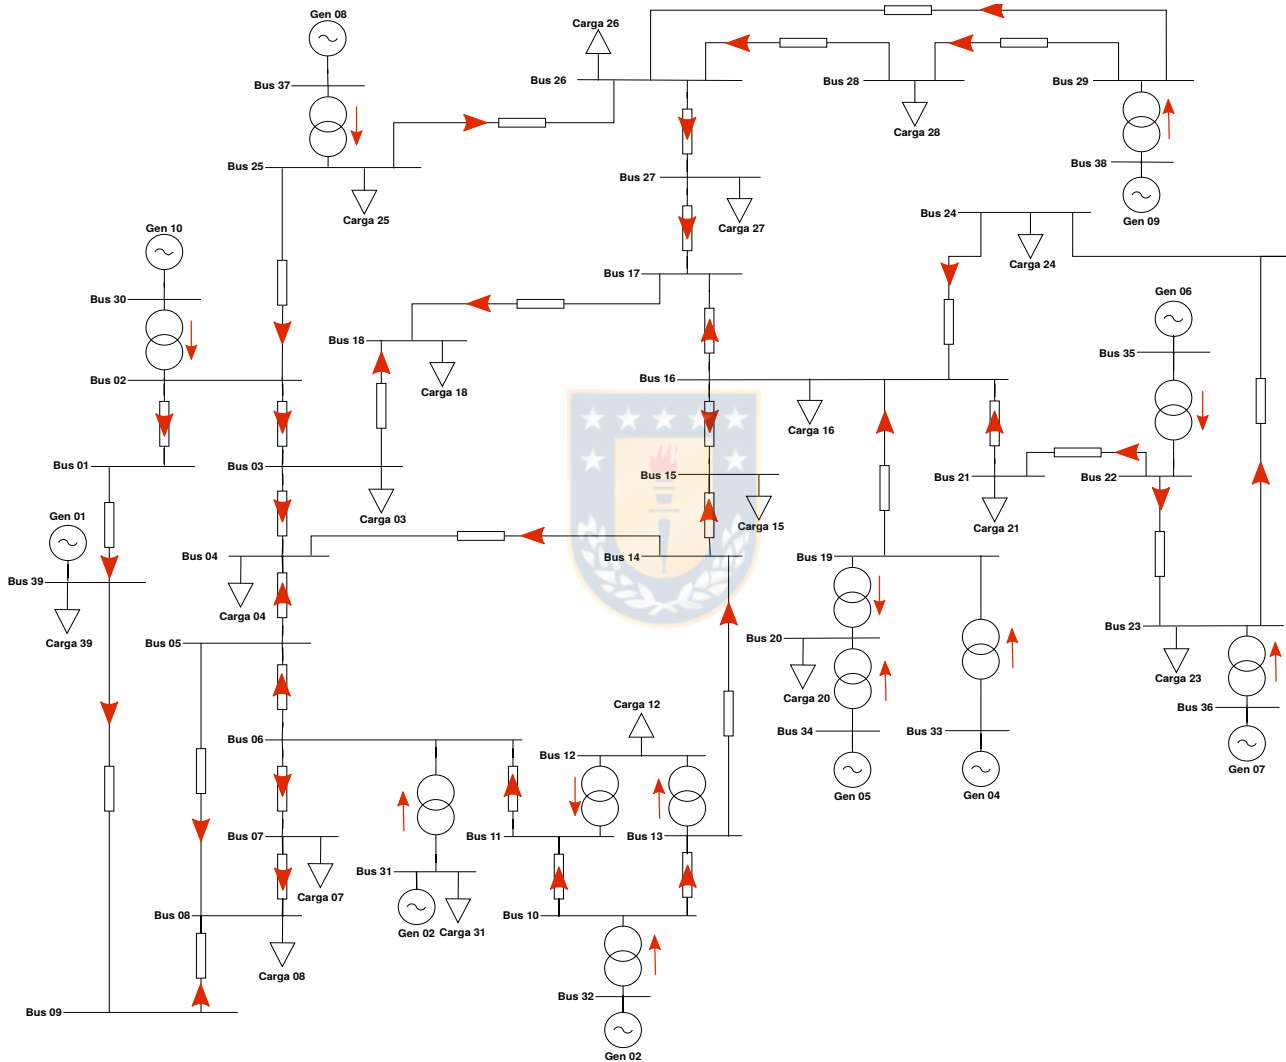 Gen 08
Carga 26
Bus 37
Bus 26
Bus 28
Bus 29
Carga 28
Bus 25
Bus 38
Bus 27
Carga 25
Gen 09
Carga 27
Bus 24
Gen 10
Carga 24
Bus 17
Bus 30
Gen 06
Bus 18
Bus 35
Carga 18
Bus 02
Bus 16
Carga 16
Bus 01
Bus 03
Bus 15
Bus 21
Bus 22
Gen 01
Carga 03
Carga 15
Carga 21
Bus 04
Bus 14
Bus 19
Bus 39
Carga 04
Carga 39
Bus 05
Bus 20
Bus 23
Carga 20
Carga 23
Carga 12
Bus 36
Bus 34
Bus 33
Bus 06
Bus 12
Gen 07
Gen 05
Gen 04
Bus 07
Bus 11
Bus 13
Bus 31
Carga 07
Bus 08
Bus 10
Gen 02
Carga 31
Carga 08
Bus 32
Bus 09
Gen 02